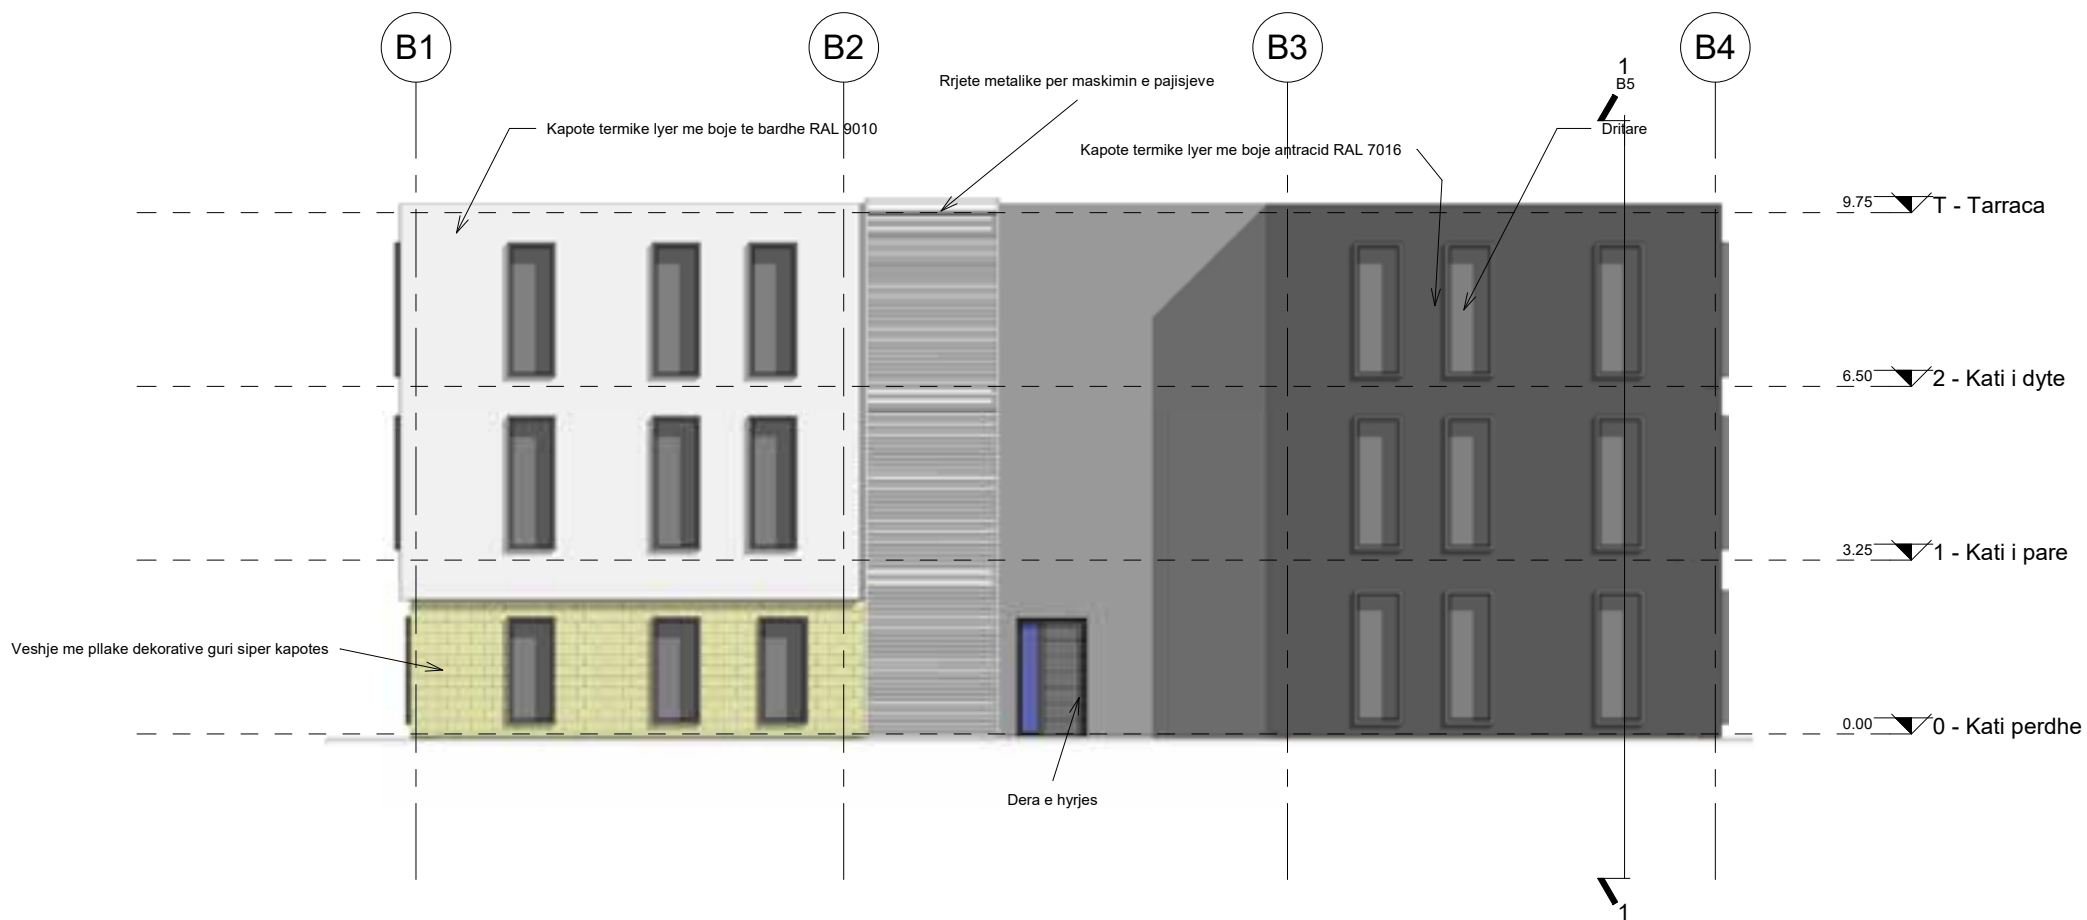 B1
B2
B3
B4
1
B5
Rrjete metalike per maskimin e pajisjeve
Kapote termike lyer me boje te bardhe RAL 9010
Dritare
Kapote termike lyer me boje antracid RAL 7016
9.75
T - Tarraca
6.50
2 - Kati i dyte
3.25
1 - Kati i pare
Veshje me pllake dekorative guri siper kapotes
0.00
0 - Kati perdhe
Dera e hyrjes
1